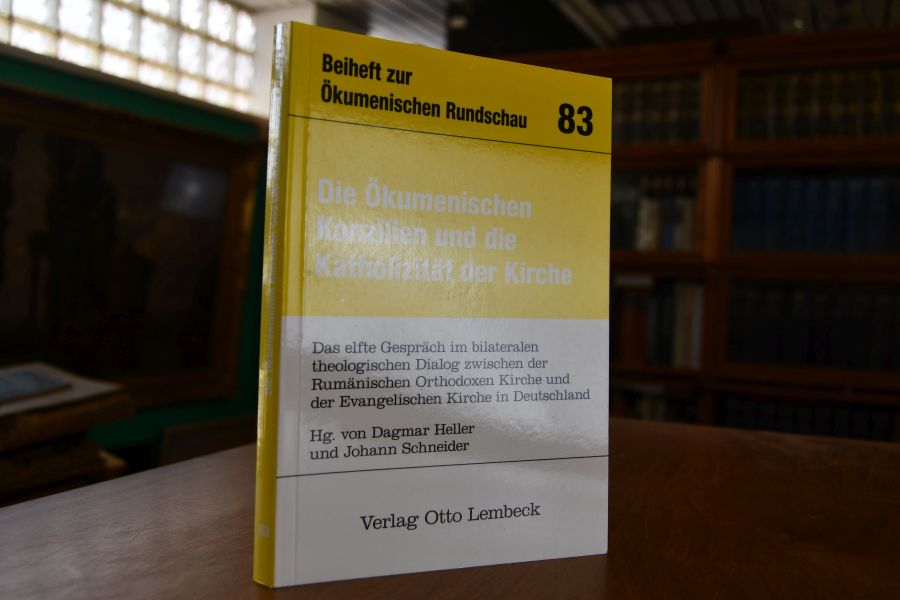 Beiheft zur
Ökumenischen Rundschau 83
Die Ökumenischen
Konzilien und die
Katholizität der Kirche
Das elfte Gespräch im bilateralen
theologischen Dialog zwischen der
Rumänischen Orthodoxen Kirche und
der Evangelischen Kirche in Deutschland
Hg. von Dagmar Heller
und Johann Schneider
Verlag Otto Lembeck